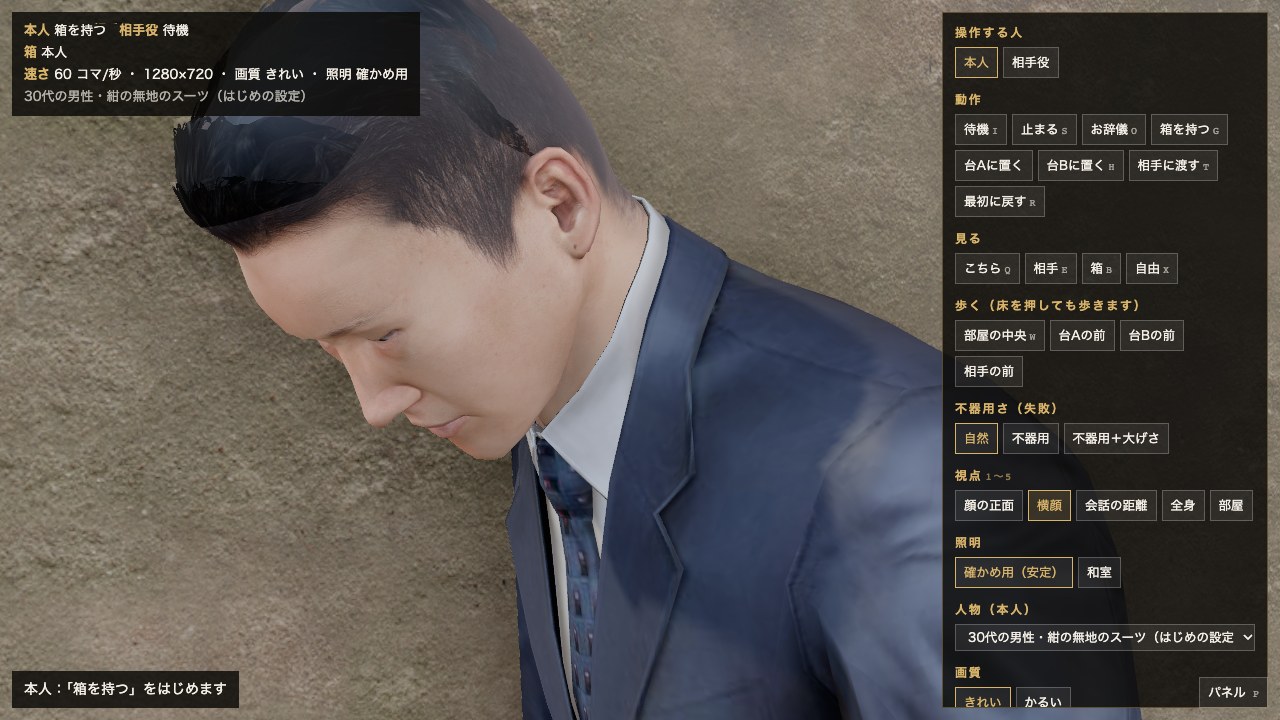 本人 箱を持つ 相手役 待機
箱 本人
速さ 60 コマ/秒 ・ 1280×720 ・ 画質 きれい ・ 照明 確かめ用
30代の男性・紺の無地のスーツ（はじめの設定）
操作する人
本人 相手役
動作
待機 I 止まる S お辞儀 O 箱を持つ G
台Aに置く 台Bに置く H 相手に渡す T
最初に戻す R
見る
こちら Q 相手 E 箱 B 自由 X
歩く（床を押しても歩きます）
部屋の中央 W 台Aの前 台Bの前
相手の前
不器用さ（失敗）
自然 不器用 不器用＋大げさ
視点 1〜5
顔の正面 横顔 会話の距離 全身 部屋
照明
確かめ用（安定） 和室
人物（本人）
30代の男性・紺の無地のスーツ（はじめの設定
画質
きれい かるい
パネル P
本人：「箱を持つ」をはじめます